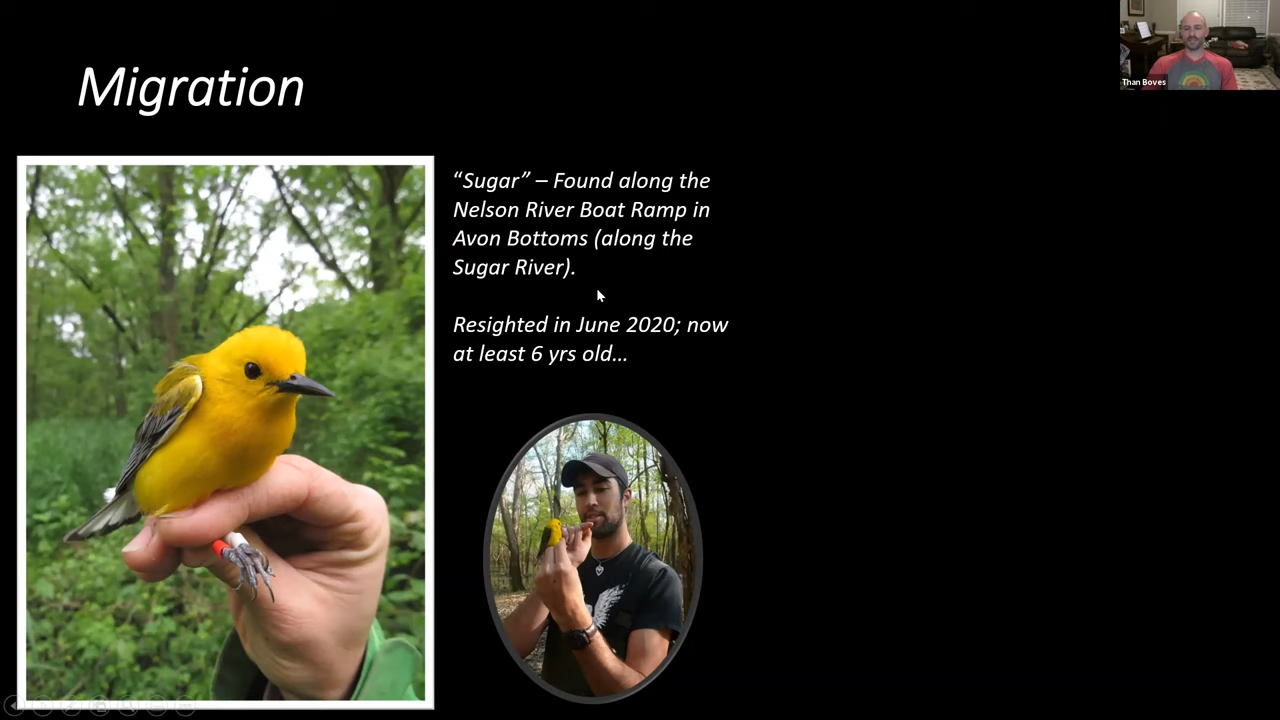 Migration
“Sugar” – Found along the
Nelson River Boat Ramp in
Avon Bottoms (along the
Sugar River).
Resighted in June 2020; now
at least 6 yrs old...
Than Boves